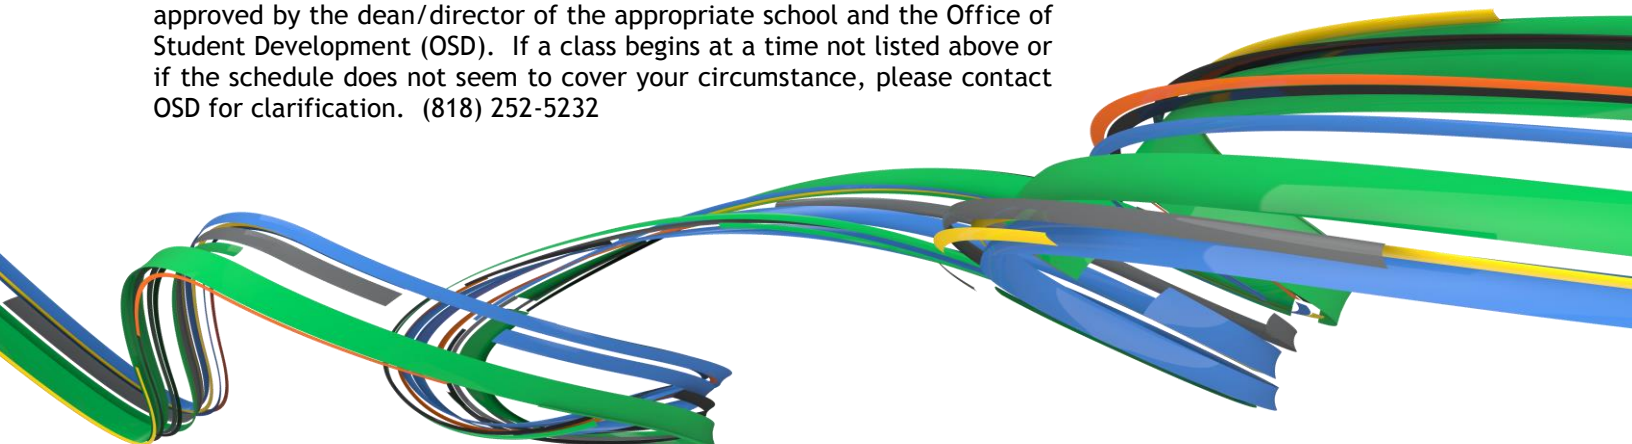 approved by the dean/director of the appropriate school and the Office of
Student Development (OSD).  If a class begins at a time not listed above or
if the schedule does not seem to cover your circumstance, please contact
OSD for clarification.  (818) 252-5232